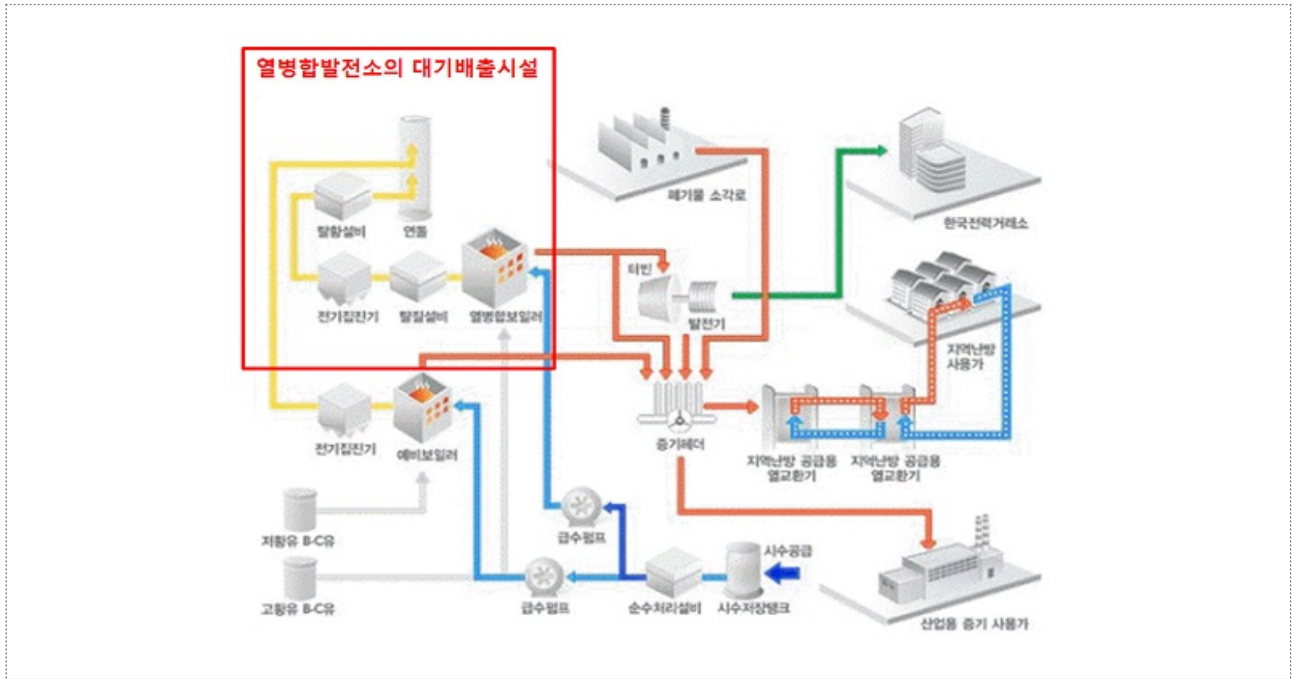 열병합발전소의 대기배출시설
폐기물 소각로
한국전력거래소
탈황설비
연돌
터빈
전기집진기
탈질설비
열병합보일러
발전기
지역난방
사용가
전기집진기
예비보일러
증기헤더
지역난방 공급용
열교환기
지역난방 공급용
열교환기
저황유 B-C유
급수펌프
시수공급
고황유 B-C유
급수펌프
순수처리설비
시수저장탱크
산업용 증기 사용가